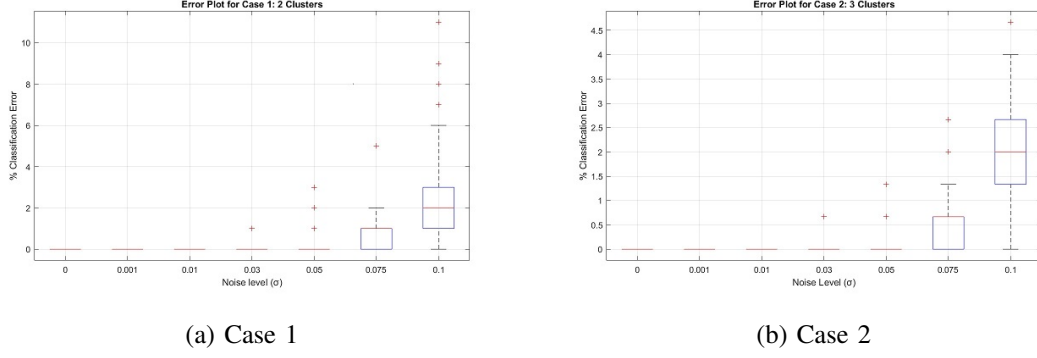 Error Plot for Case 1: 2 Clusters
10
8
6
4
2
0
% Classification Error
0 0.001 0.01 0.03 0.05 0.075 0.1
Noise level (σ)
(a) Case 1
Error Plot for Case 2: 3 Clusters
4.5
4
3.5
3
2.5
2
1.5
1
0.5
0
% Classification Error
0 0.001 0.01 0.03 0.05 0.075 0.1
Noise Level (σ)
(b) Case 2